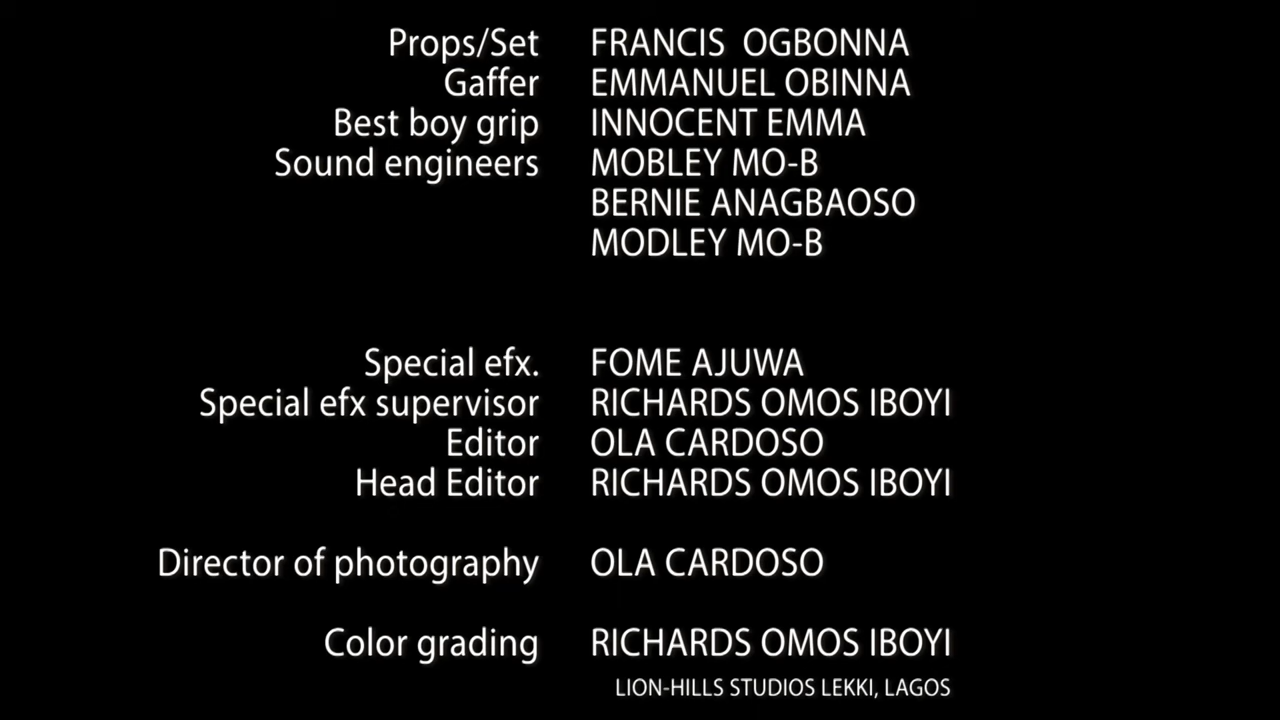 Props/Set FRANCIS OGBONNA
Gaffer EMMANUEL OBINNA
Best boy grip INNOCENT EMMA
Sound engineers MOBLEY MO-B
BERNIE ANAGBAOSO
MODLEY MO-B
Special efx. FOME AJUWA
Special efx supervisor RICHARDS OMOS IBOYI
Editor OLA CARDOSO
Head Editor RICHARDS OMOS IBOYI
Director of photography OLA CARDOSO
Color grading RICHARDS OMOS IBOYI
LION-HILLS STUDIOS LEKKI, LAGOS